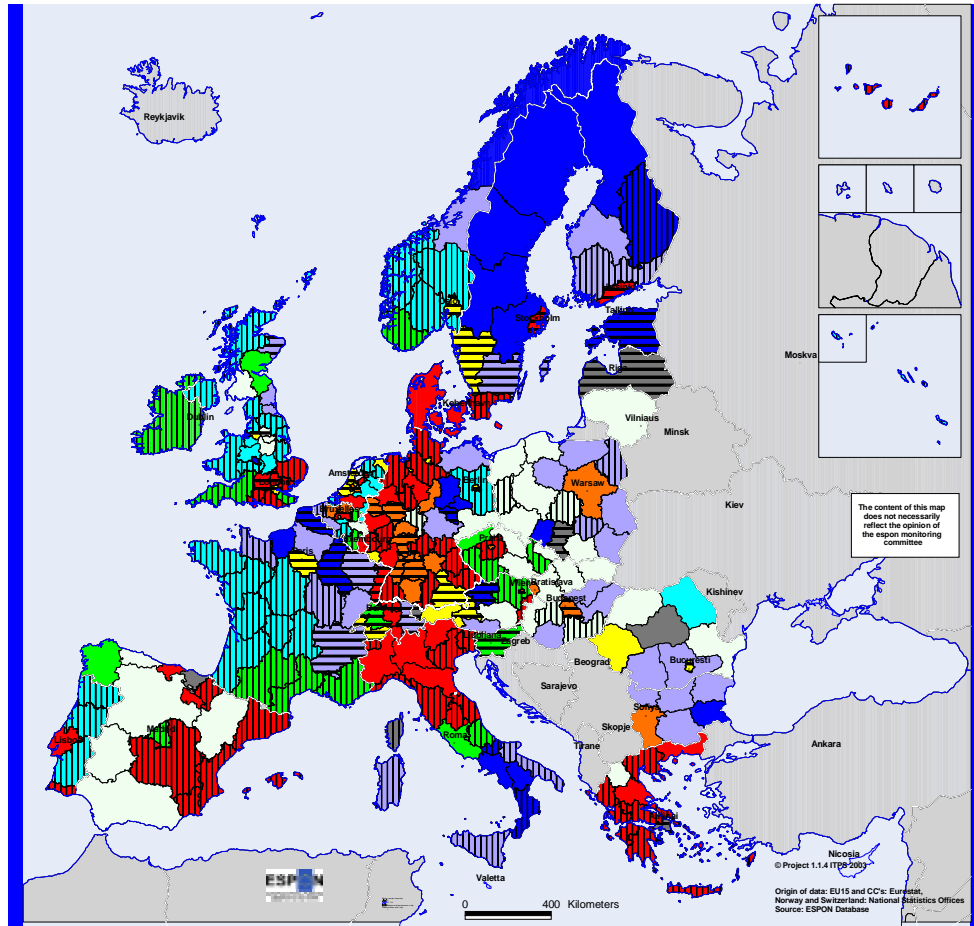 Reykjavik
Stockholm
Tallinn
Riga
Moskva
Vilniaus
Minsk
Dublin
Amsterdam
Berlin
Warsaw
Kiev
The content of this map
does not necessarily
reflect the opinion of
the espon monitoring
committee
Paris
Bratislava
Kishinev
Budapest
Zagreb
Beograd
Bucuresti
Sarajevo
Sofiya
Skopje
Roma
Tirane
Ankara
Lisboa
Valetta
Nicosia
© Project 1.1.4 ITPS 2003
ESPON
0 400 Kilometers
Origin of data: EU15 and CC's: Eurostat,
Norway and Switzerland: National Statistics Offices
Source: ESPON Database